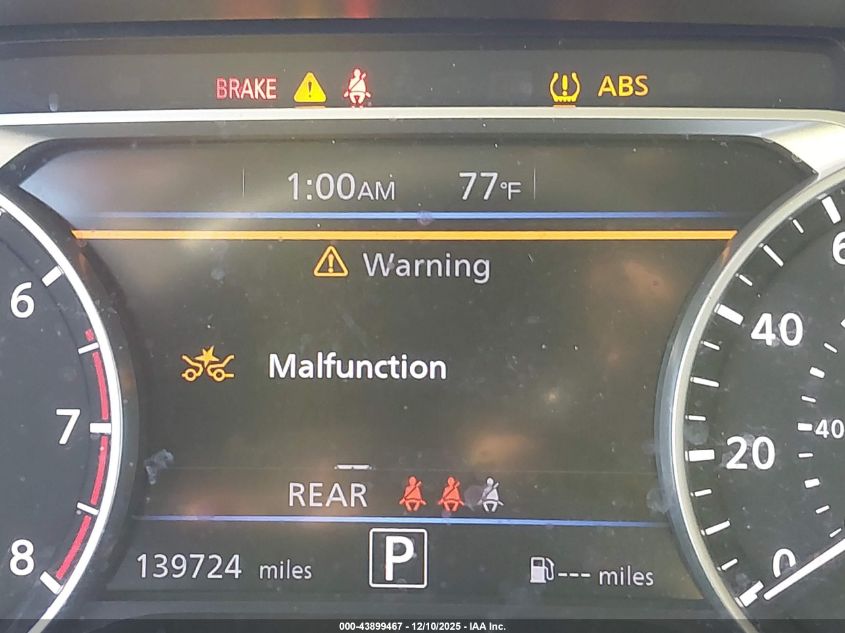 BRAKE ABS
1:00AM 77°F
Warning
6
6
40
Malfunction
7
40
20
REAR
8
139724 miles P --- miles
0
000-43899467 - 12/10/2025 - IAA Inc.